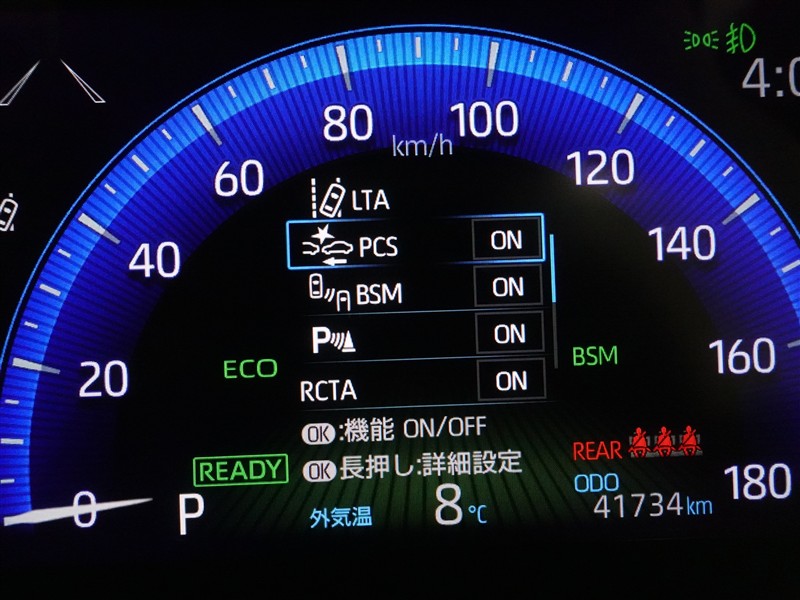 4:0
80
100
km/h
60
120
LTA
40
PCS ON
140
BSM ON
P ON
20
ECO
BSM
160
RCTA ON
OK:機能 ON/OFF
REAR
READY
OK長押し:詳細設定
ODO
180
0
P
外気温 8℃
41734km